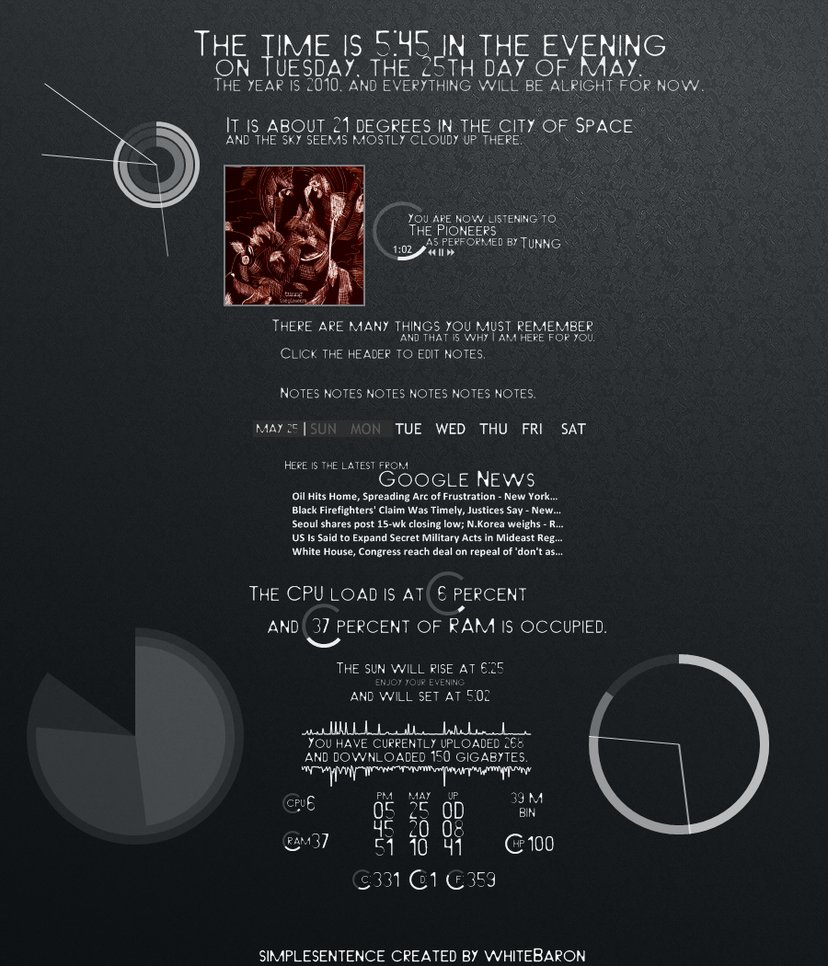 The time is 5:45 in the evening
on Tuesday, the 25th day of May.
The year is 2010, and everything will be alright for now.
It is about 21 degrees in the city of Space
and the sky seems mostly cloudy up there.
you are now listening to
The Pioneers
as performed by Tunng
1:02
tunng
the pioneers
There are many things you must remember
and that is why I am here for you.
Click the header to edit notes.
Notes notes notes notes notes notes.
May 25 | SUN MON TUE WED THU FRI SAT
Here is the latest from
Google News
Oil Hits Home, Spreading Arc of Frustration - New York...
Black Firefighters' Claim Was Timely, Justices Say - New...
Seoul shares post 15-wk closing low; N.Korea weighs - R...
US Is Said to Expand Secret Military Acts in Mideast Reg...
White House, Congress reach deal on repeal of 'don't as...
The CPU load is at 6 percent
and 37 percent of RAM is occupied.
The sun will rise at 6:25
enjoy your evening
and will set at 5:02
You have currently uploaded 268
and downloaded 150 gigabytes.
CPU 6
RAM 37
PM MAY UP
05 25 0D
45 20 08
51 10 41
39 M
BIN
HP 100
C: 331 D: 1 F: 359
simplesentence created by whiteBaron